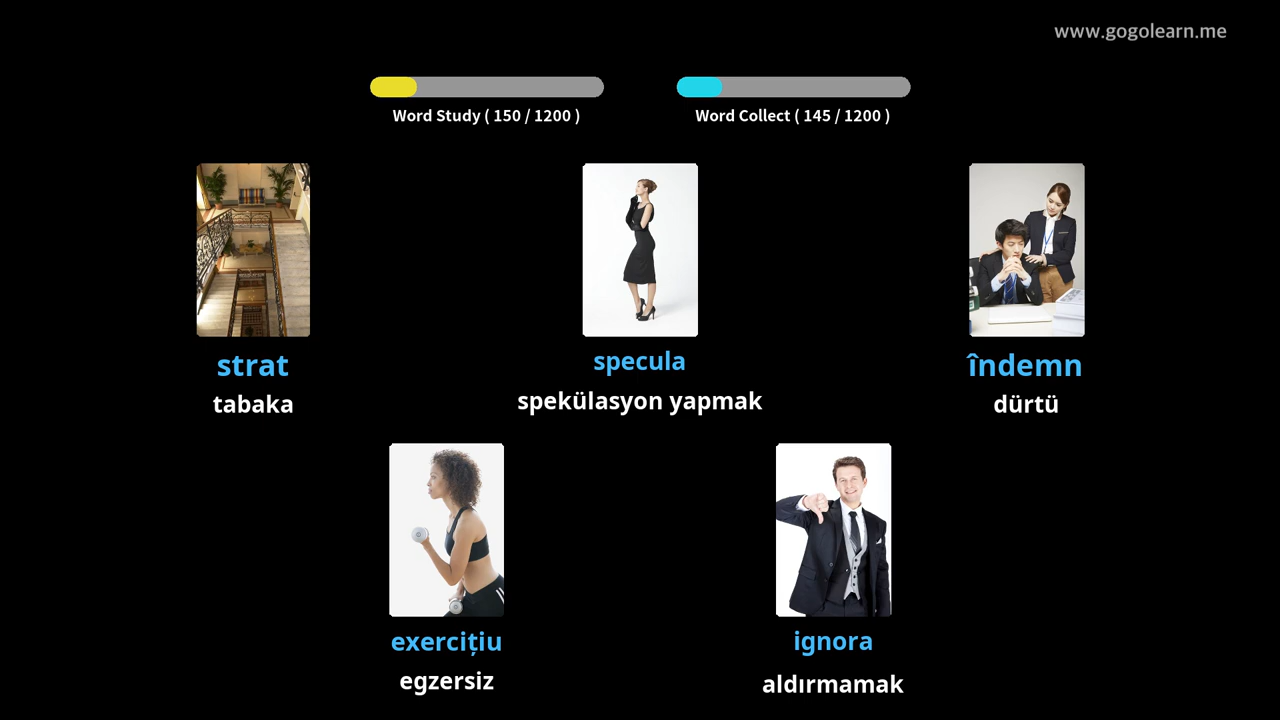 www.gogolearn.me
Word Study ( 150 / 1200 )
Word Collect ( 145 / 1200 )
strat
tabaka
specula
spekülasyon yapmak
îndemn
dürtü
exercițiu
egzersiz
ignora
aldırmamak